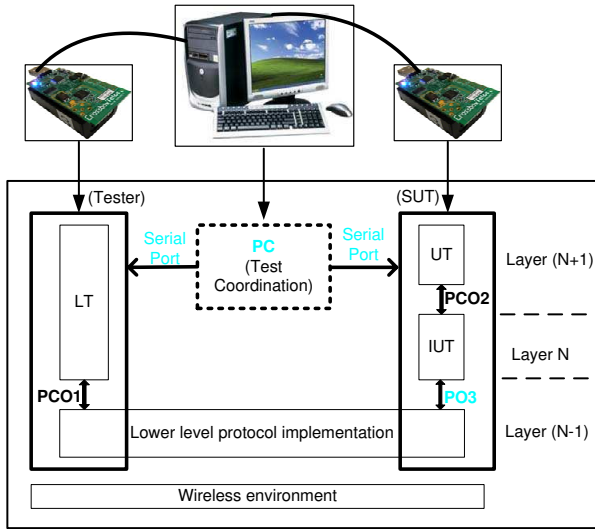 (Tester)
(SUT)
Serial
Port
PC
(Test
Coordination)
Serial
Port
UT
Layer (N+1)
LT
PCO2
IUT
Layer N
PCO1
PO3
Lower level protocol implementation
Layer (N-1)
Wireless environment